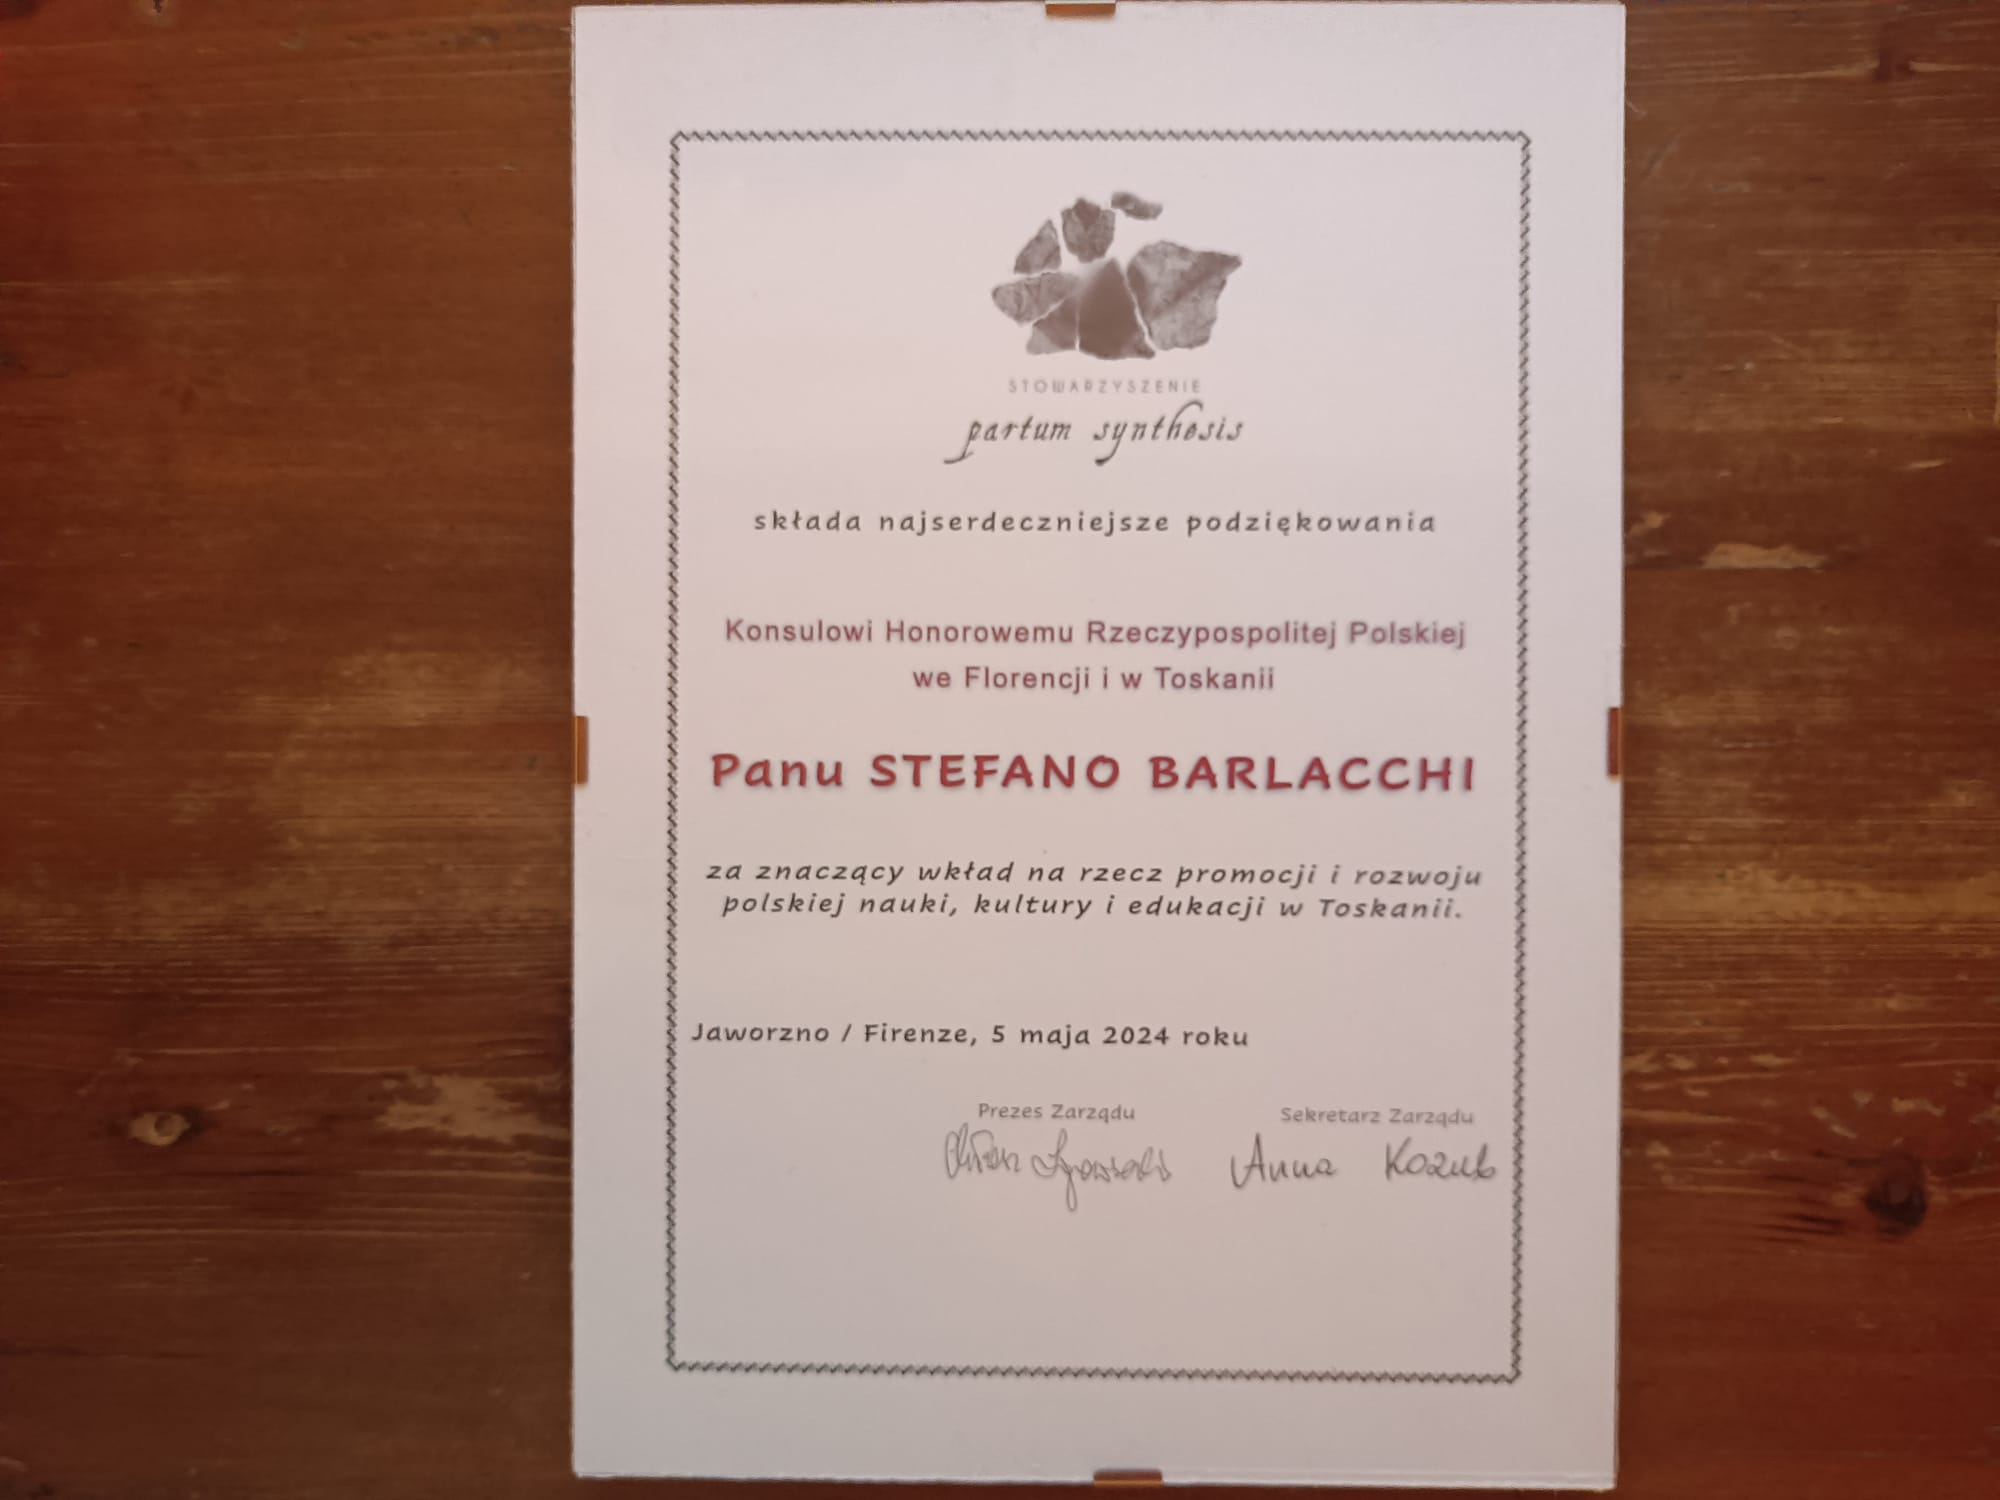 STOWARZYSZENIE
partum synthesis
składa najserdeczniejsze podziękowania
Konsulowi Honorowemu Rzeczypospolitej Polskiej
we Florencji i w Toskanii
Panu STEFANO BARLACCHI
za znaczący wkład na rzecz promocji i rozwoju
polskiej nauki, kultury i edukacji w Toskanii.
Jaworzno / Firenze, 5 maja 2024 roku
Prezes Zarządu Sekretarz Zarządu
Anna Kozub